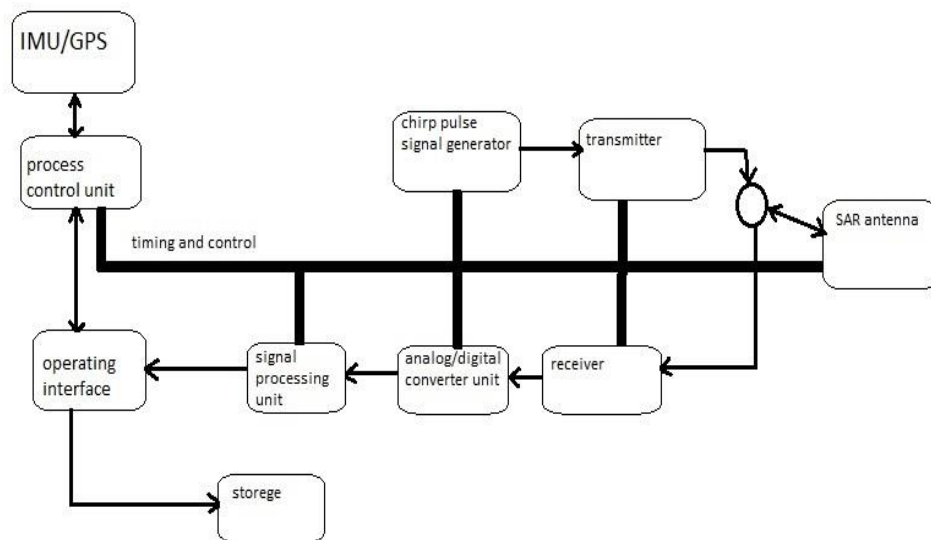 IMU/GPS
chirp pulse
signal generator
transmitter
process
control unit
SAR antenna
timing and control
operating
interface
signal
processing
unit
analog/digital
converter unit
receiver
storege